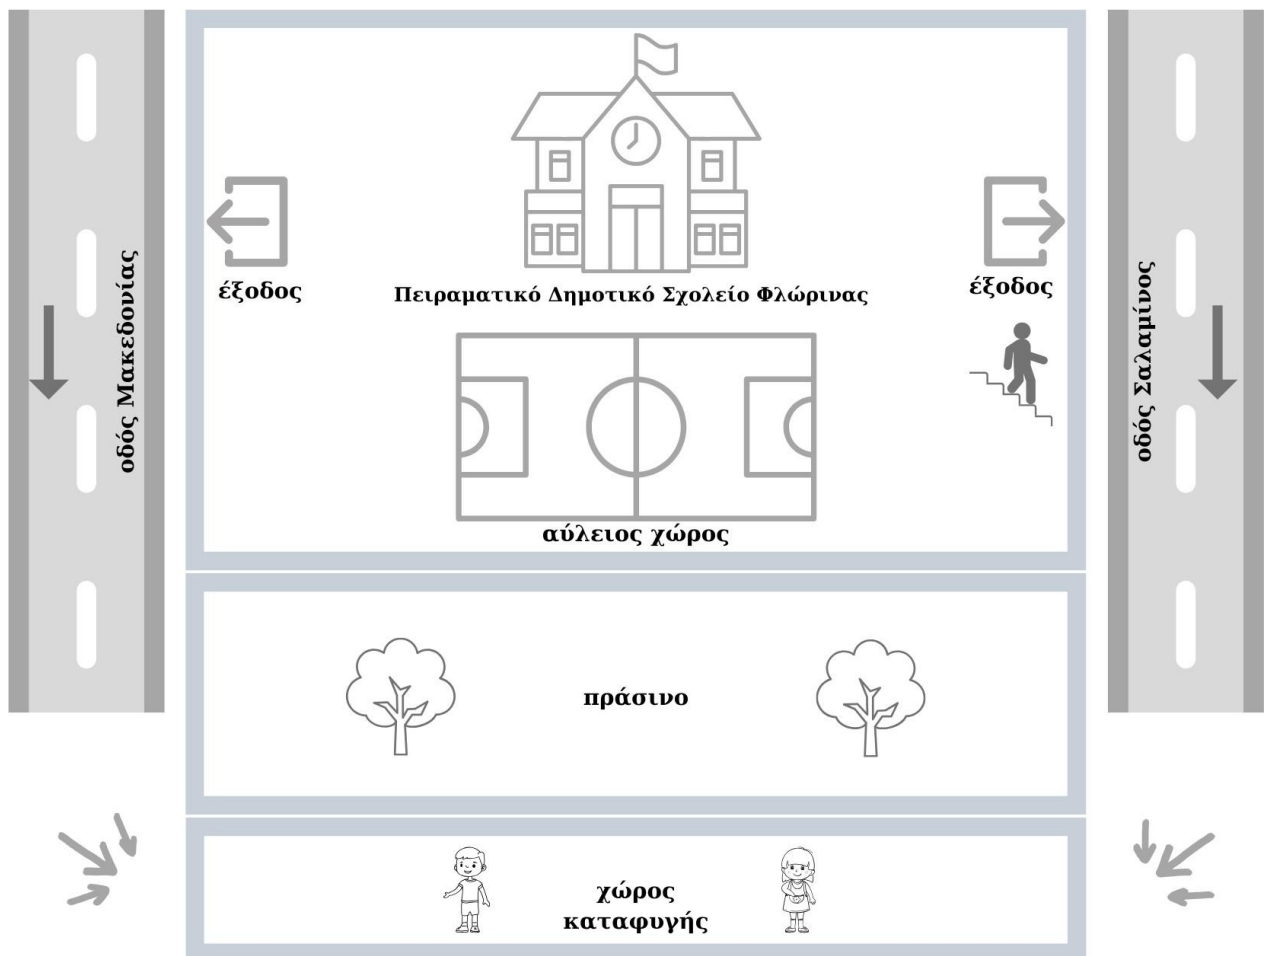 οδός Μακεδονίας
έξοδος
Πειραματικό Δημοτικό Σχολείο Φλώρινας
έξοδος
οδός Σαλαμίνος
αύλειος χώρος
πράσινο
χώρος
καταφυγής